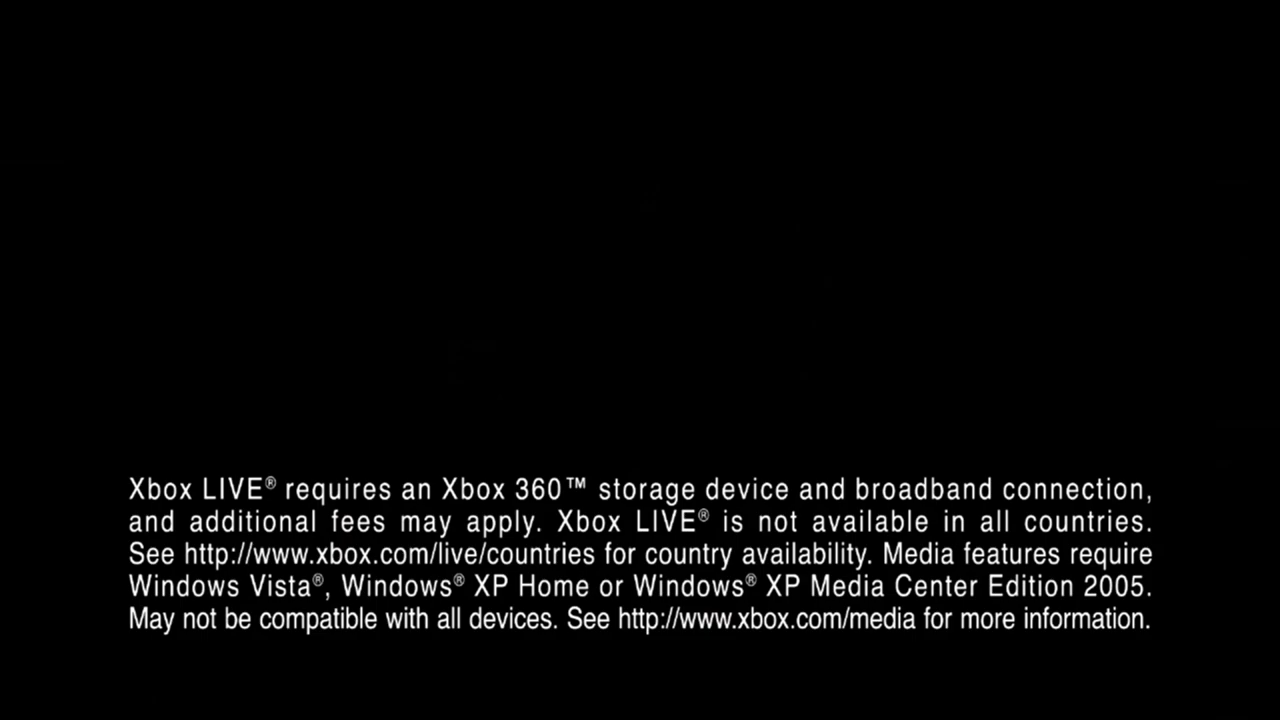 Xbox LIVE® requires an Xbox 360™ storage device and broadband connection,
and additional fees may apply. Xbox LIVE® is not available in all countries.
See http://www.xbox.com/live/countries for country availability. Media features require
Windows Vista®, Windows® XP Home or Windows® XP Media Center Edition 2005.
May not be compatible with all devices. See http://www.xbox.com/media for more information.